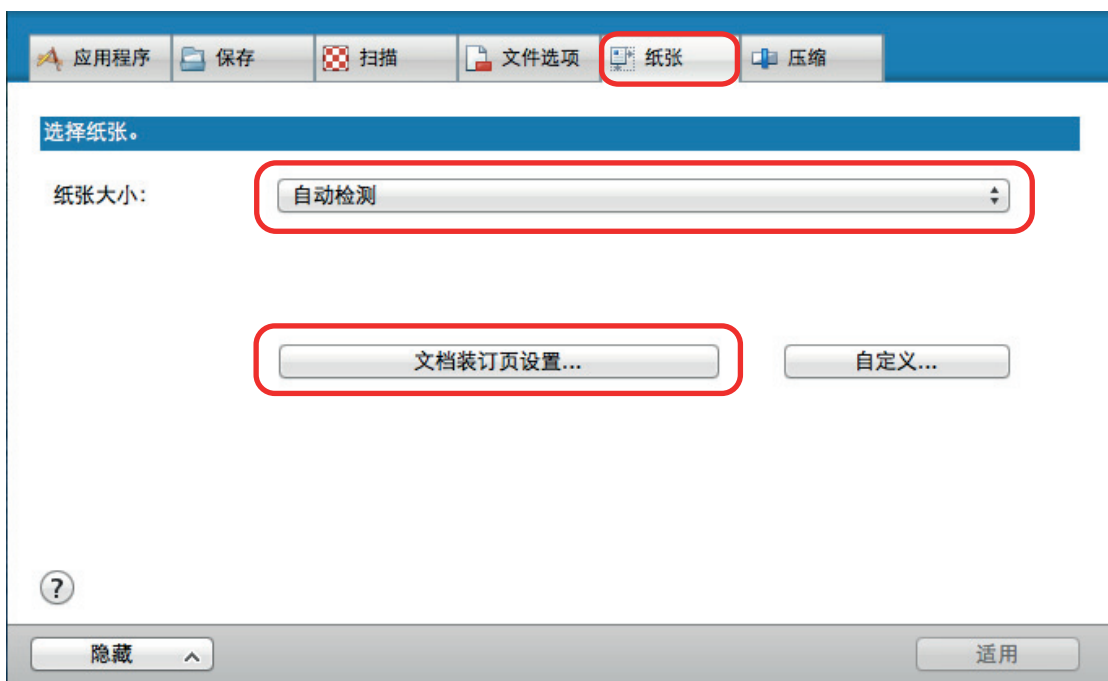 应用程序 保存 扫描 文件选项 纸张 压缩
选择纸张。
纸张大小： 自动检测
文档装订页设置... 自定义...
?
隐藏 适用